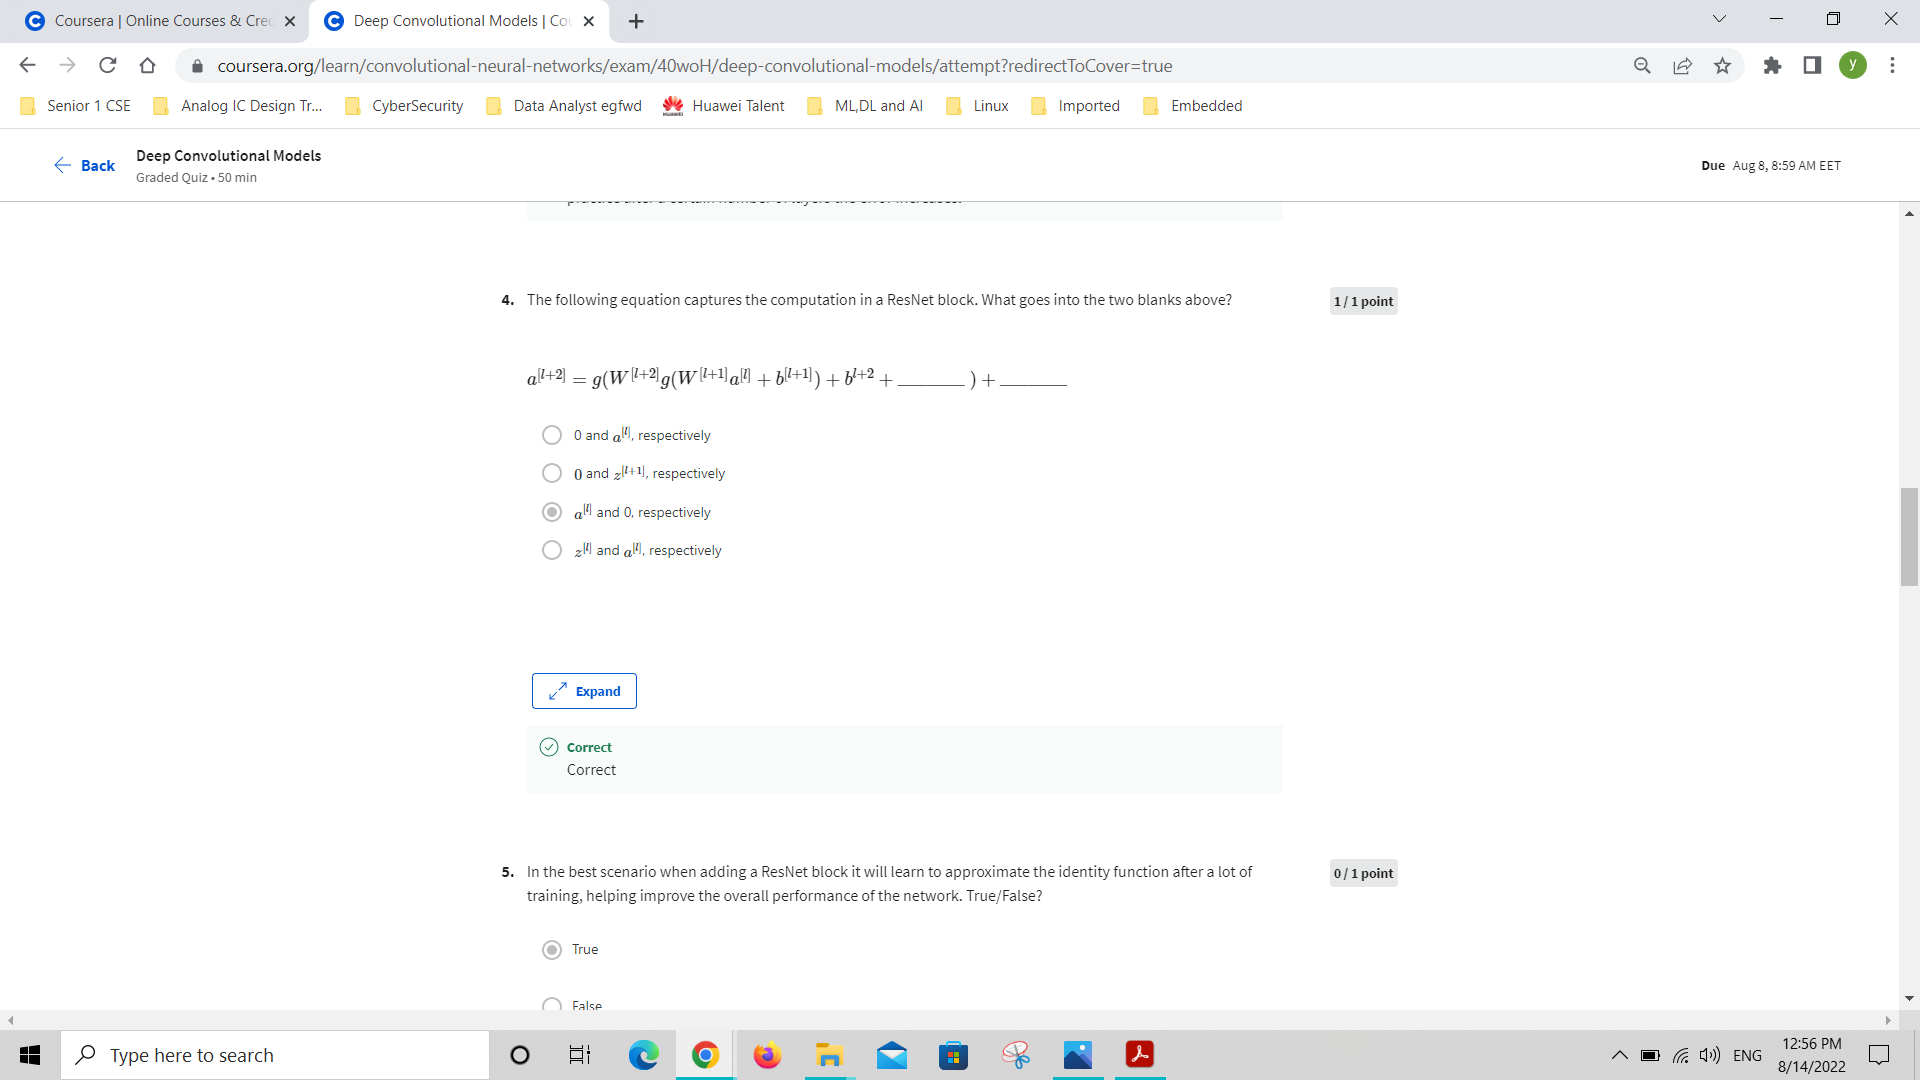 Coursera | Online Courses & Cre
Deep Convolutional Models | Co
coursera.org/learn/convolutional-neural-networks/exam/40woH/deep-convolutional-models/attempt?redirectToCover=true
y
Senior 1 CSE
Analog IC Design Tr...
CyberSecurity
Data Analyst egfwd
Huawei Talent
ML,DL and AI
Linux
Imported
Embedded
Back
Deep Convolutional Models
Graded Quiz • 50 min
Due Aug 8, 8:59 AM EET
4. The following equation captures the computation in a ResNet block. What goes into the two blanks above?
1 / 1 point
a^[l+2] = g(W^[l+2]g(W^[l+1]a^[l] + b^[l+1]) + b^l+2 + _______ ) + _______
0 and a^[l], respectively
0 and z^[l+1], respectively
a^[l] and 0, respectively
z^[l] and a^[l], respectively
Expand
Correct
Correct
5. In the best scenario when adding a ResNet block it will learn to approximate the identity function after a lot of
training, helping improve the overall performance of the network. True/False?
0 / 1 point
True
False
Type here to search
ENG
12:56 PM
8/14/2022